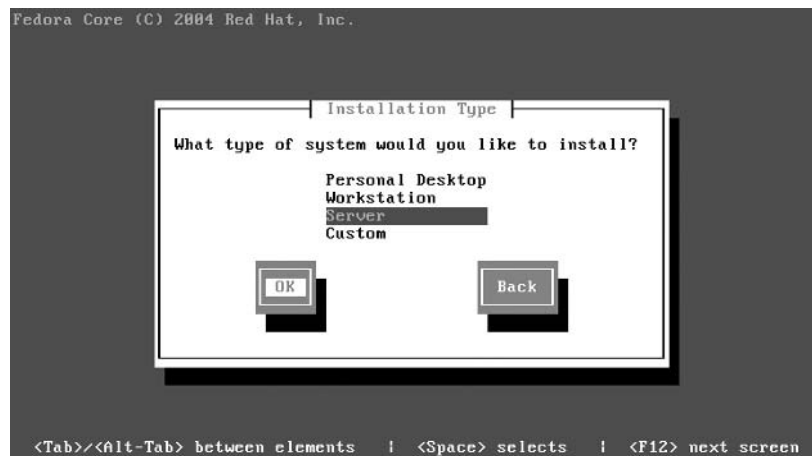 Fedora Core (C) 2004 Red Hat, Inc.
Installation Type
What type of system would you like to install?
Personal Desktop
Workstation
Server
Custom
OK Back
<Tab>/<Alt-Tab> between elements | <Space> selects | <F12> next screen